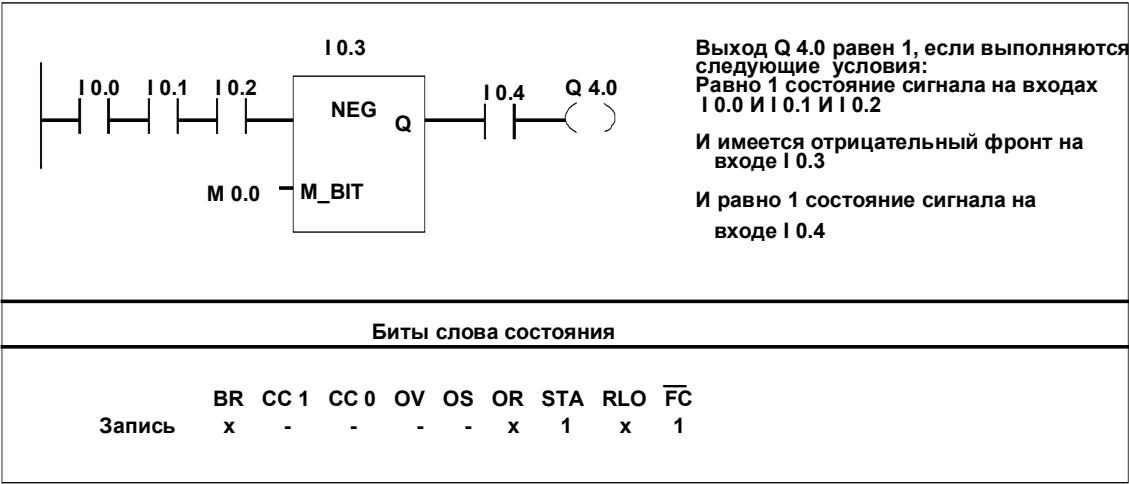 I 0.3
I 0.0 I 0.1 I 0.2
I 0.4 Q 4.0
NEG
Q
M 0.0 M_BIT
Выход Q 4.0 равен 1, если выполняются
следующие условия:
Равно 1 состояние сигнала на входах
I 0.0 И I 0.1 И I 0.2
И имеется отрицательный фронт на
входе I 0.3
И равно 1 состояние сигнала на
входе I 0.4
Биты слова состояния
BR CC 1 CC 0 OV OS OR STA RLO F̅C̅
Запись x - - - - x 1 x 1